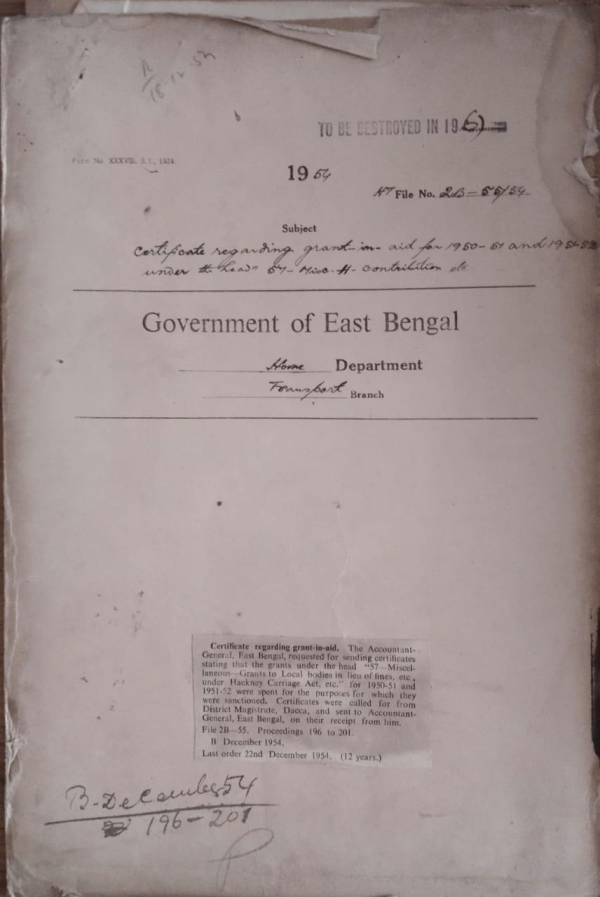 18.12.54
TO BE DESTROYED IN 196
Form No. XXXVIII. S. I., 1924.
1954
HT File No. 2B-55/54
Subject
Certificate regarding grant-in-aid for 1950-51 and 1951-52
under the head "57-Misc-H-Contribution etc
Government of East Bengal
Home Department
Transport Branch
Certificate regarding grant-in-aid. The Accountant-
General, East Bengal, requested for sending certificates
stating that the grants under the head "57—Miscel-
laneous—Grants to Local bodies in lieu of fines, etc.,
under Hackney Carriage Act, etc." for 1950-51 and
1951-52 were spent for the purposes for which they
were sanctioned. Certificates were called for from
District Magistrate, Dacca, and sent to Accountant-
General, East Bengal, on their receipt from him.
File 2B—55. Proceedings 196 to 201.
B December 1954.
Last order 22nd December 1954. (12 years.)
B-December 54
196-201